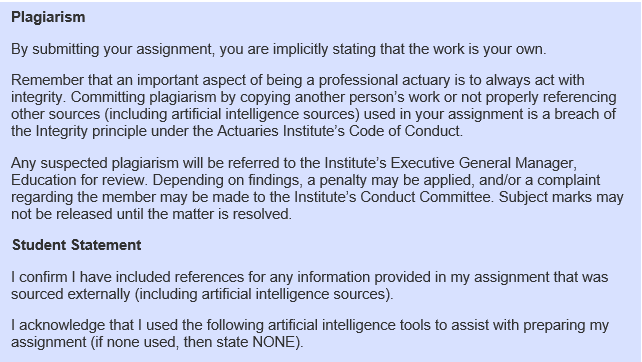 Plagiarism
By submitting your assignment, you are implicitly stating that the work is your own.
Remember that an important aspect of being a professional actuary is to always act with
integrity. Committing plagiarism by copying another person's work or not properly referencing
other sources (including artificial intelligence sources) used in your assignment is a breach of
the Integrity principle under the Actuaries Institute's Code of Conduct.
Any suspected plagiarism will be referred to the Institute's Executive General Manager,
Education for review. Depending on findings, a penalty may be applied, and/or a complaint
regarding the member may be made to the Institute's Conduct Committee. Subject marks may
not be released until the matter is resolved.
Student Statement
I confirm I have included references for any information provided in my assignment that was
sourced externally (including artificial intelligence sources).
I acknowledge that I used the following artificial intelligence tools to assist with preparing my
assignment (if none used, then state NONE).